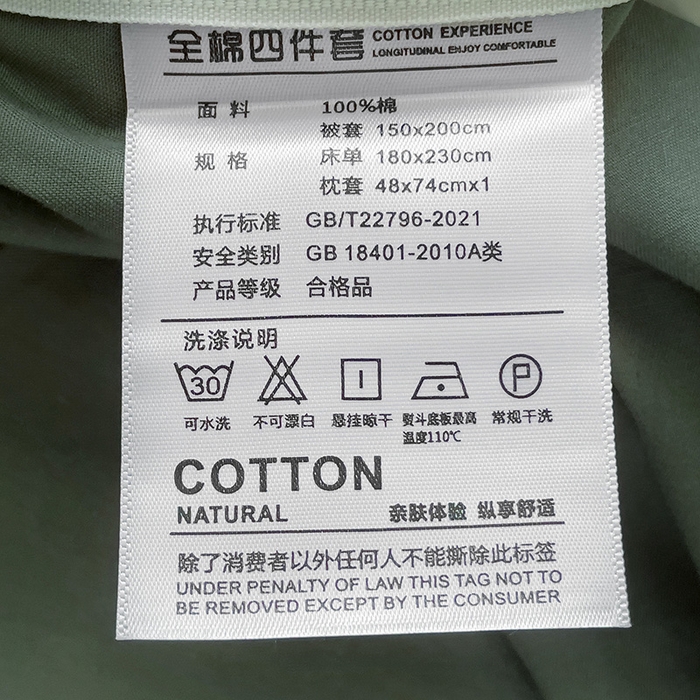 全棉四件套 COTTON EXPERIENCE
LONGITUDINAL ENJOY COMFORTABLE
面料 100%棉
被套 150x200cm
规格 床单 180x230cm
枕套 48x74cmx1
执行标准 GB/T22796-2021
安全类别 GB 18401-2010A类
产品等级 合格品
洗涤说明
30 P
可水洗 不可漂白 悬挂晾干 熨斗底板最高 常规干洗
温度110℃
COTTON
NATURAL 亲肤体验 纵享舒适
除了消费者以外任何人不能撕除此标签
UNDER PENALTY OF LAW THIS TAG NOT TO
BE REMOVED EXCEPT BY THE CONSUMER